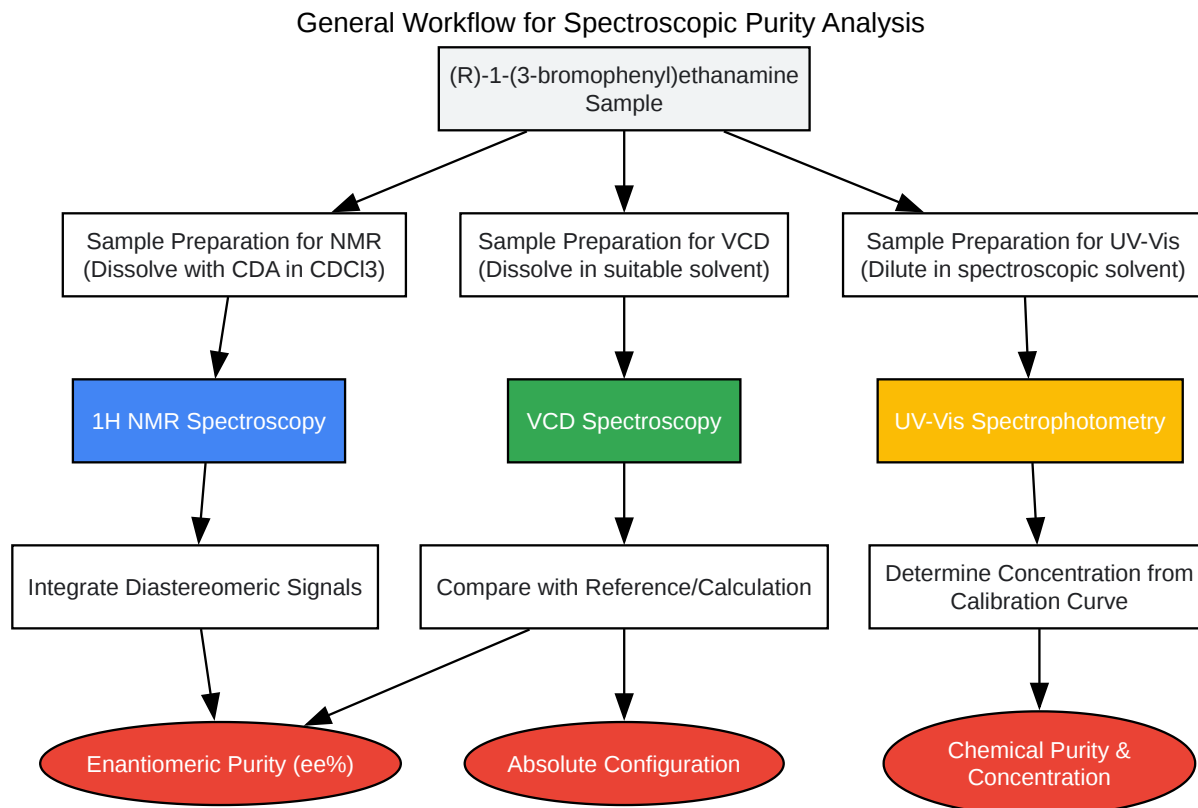 General Workflow for Spectroscopic Purity Analysis
(R)-1-(3-bromophenyl)ethanamine
Sample
Sample Preparation for NMR
(Dissolve with CDA in CDCl3)
Sample Preparation for VCD
(Dissolve in suitable solvent)
Sample Preparation for UV-Vis
(Dilute in spectroscopic solvent)
1H NMR Spectroscopy
VCD Spectroscopy
UV-Vis Spectrophotometry
Integrate Diastereomeric Signals
Compare with Reference/Calculation
Determine Concentration from
Calibration Curve
Enantiomeric Purity (ee%)
Absolute Configuration
Chemical Purity &
Concentration